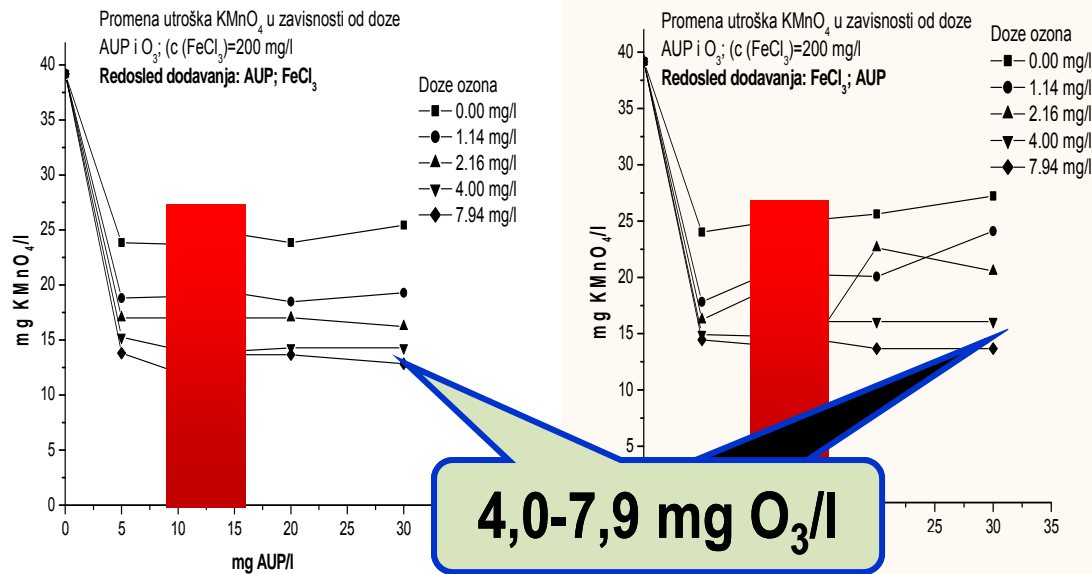 Promena utroška KMnO₄ u zavisnosti od doze
AUP i O₃; (c (FeCl₃)=200 mg/l
Redosled dodavanja: AUP; FeCl₃
Doze ozona
0.00 mg/l
1.14 mg/l
2.16 mg/l
4.00 mg/l
7.94 mg/l
mg KMnO₄/l
40
35
30
25
20
15
10
5
0
0 5 10 15 20 25 30
mg AUP/l
Promena utroška KMnO₄ u zavisnosti od doze
AUP i O₃; (c (FeCl₃)=200 mg/l
Redosled dodavanja: FeCl₃; AUP
Doze ozona
0.00 mg/l
1.14 mg/l
2.16 mg/l
4.00 mg/l
7.94 mg/l
mg KMnO₄/l
40
35
30
25
20
15
10
5
25 30 35
4,0-7,9 mg O₃/l